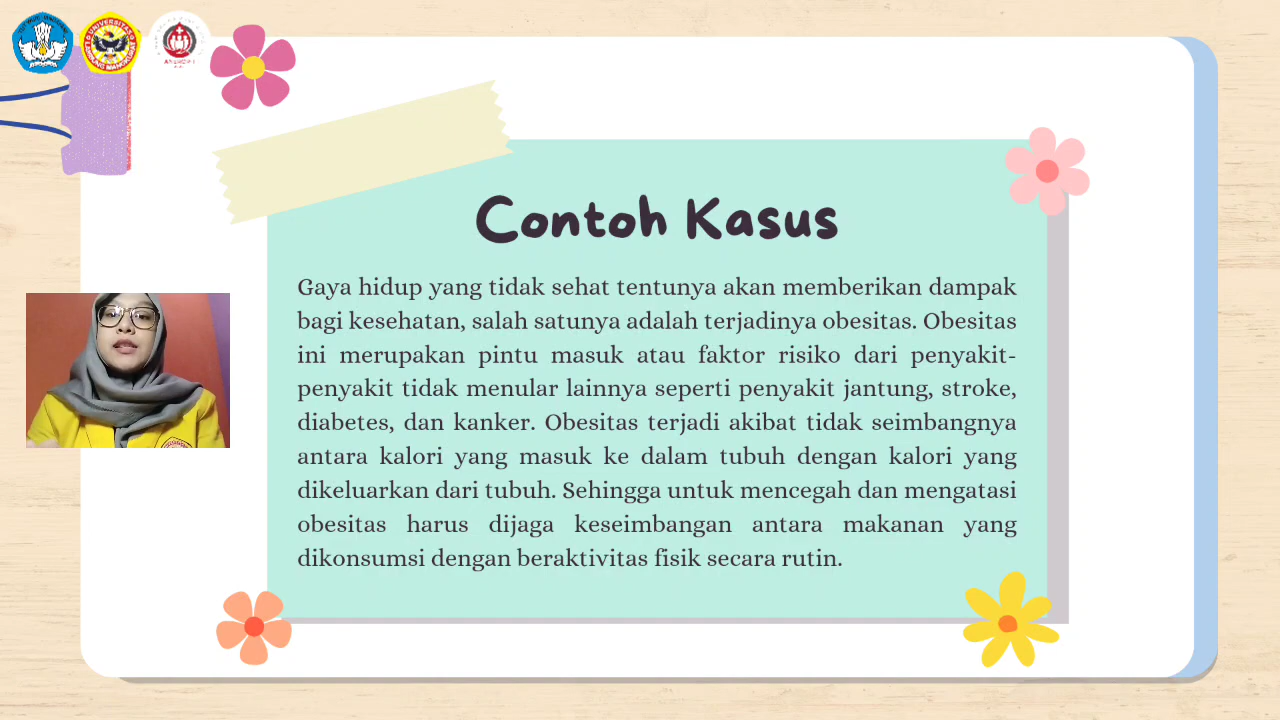 UNIVERSITAS
LAMBUNG MANGKURAT
Contoh Kasus
Gaya hidup yang tidak sehat tentunya akan memberikan dampak
bagi kesehatan, salah satunya adalah terjadinya obesitas. Obesitas
ini merupakan pintu masuk atau faktor risiko dari penyakit-
penyakit tidak menular lainnya seperti penyakit jantung, stroke,
diabetes, dan kanker. Obesitas terjadi akibat tidak seimbangnya
antara kalori yang masuk ke dalam tubuh dengan kalori yang
dikeluarkan dari tubuh. Sehingga untuk mencegah dan mengatasi
obesitas harus dijaga keseimbangan antara makanan yang
dikonsumsi dengan beraktivitas fisik secara rutin.